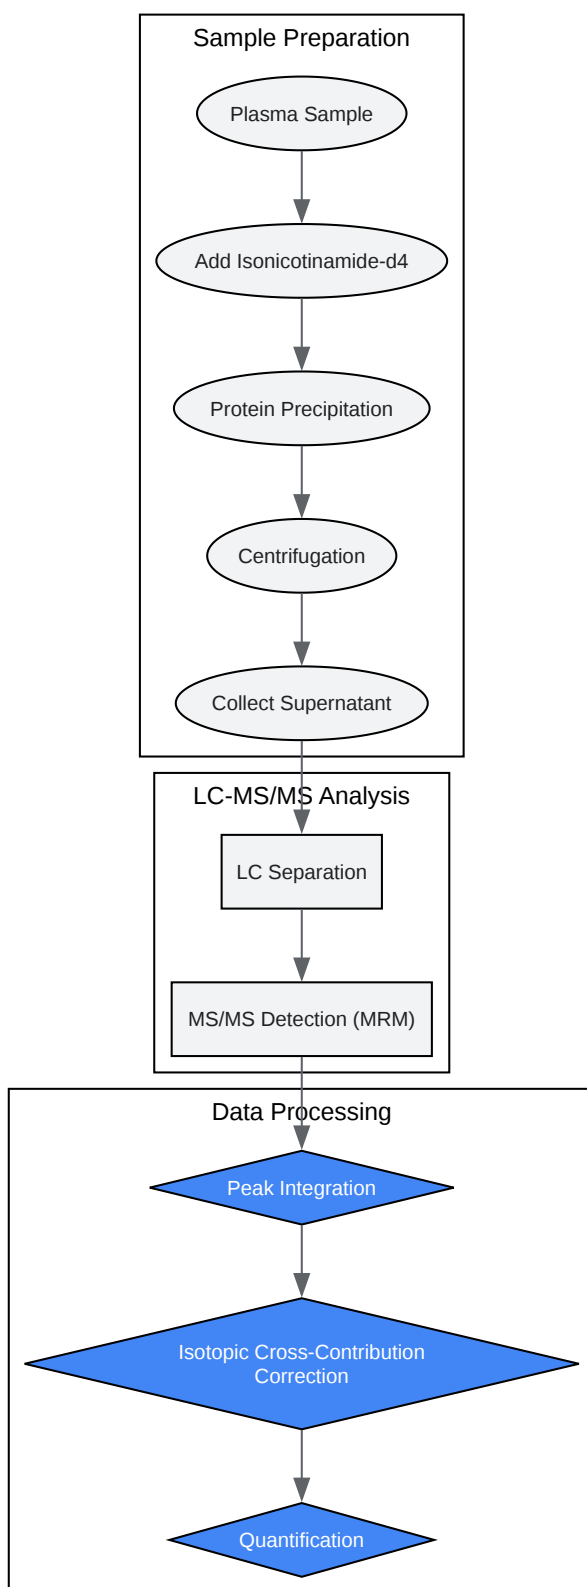 Sample Preparation
Plasma Sample
Add Isonicotinamide-d4
Protein Precipitation
Centrifugation
Collect Supernatant
LC-MS/MS Analysis
LC Separation
MS/MS Detection (MRM)
Data Processing
Peak Integration
Isotopic Cross-Contribution
Correction
Quantification